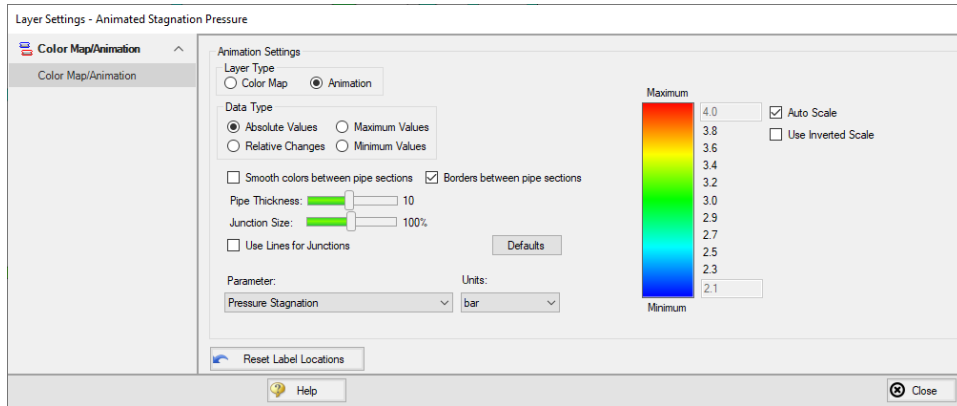 Layer Settings - Animated Stagnation Pressure
Color Map/Animation
Color Map/Animation
Animation Settings
Layer Type
Color Map Animation
Data Type
Absolute Values Maximum Values
Relative Changes Minimum Values
Smooth colors between pipe sections Borders between pipe sections
Pipe Thickness: 10
Junction Size: 100%
Use Lines for Junctions Defaults
Parameter: Units:
Pressure Stagnation bar
Maximum
4.0 Auto Scale
3.8 Use Inverted Scale
3.6
3.4
3.2
3.0
2.9
2.7
2.5
2.3
2.1
Minimum
Reset Label Locations
Help Close